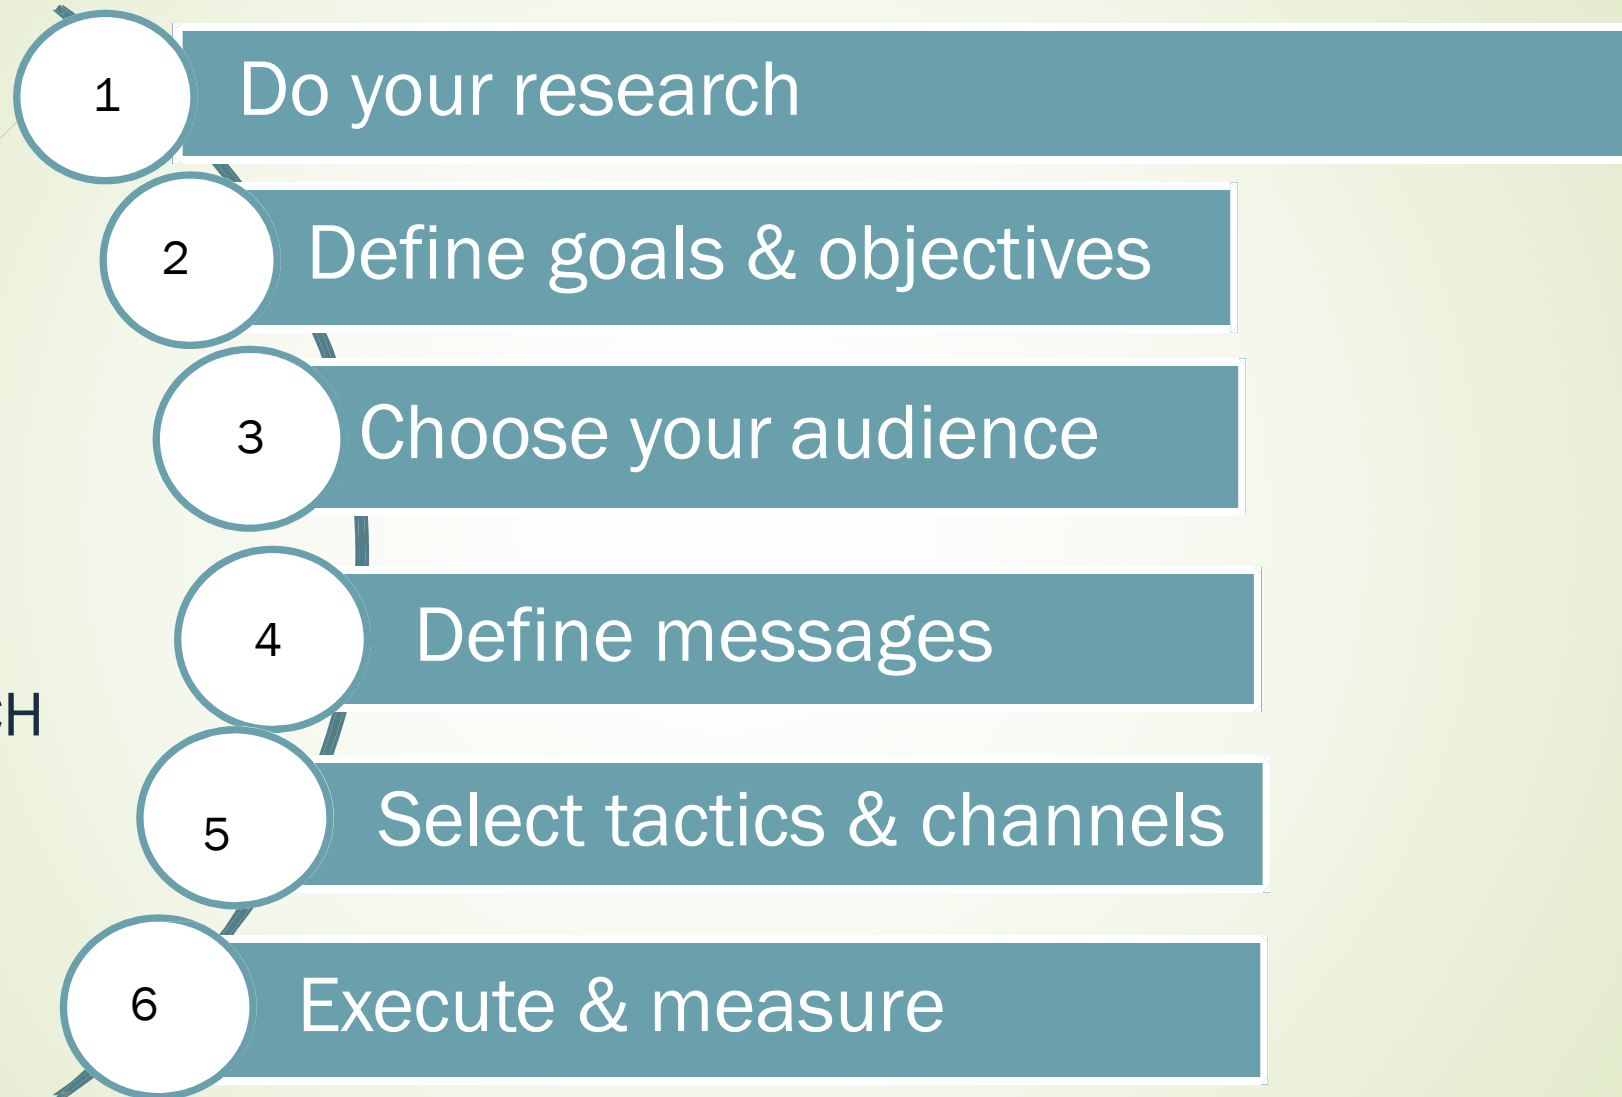 1 Do your research
2 Define goals & objectives
3 Choose your audience
4 Define messages
CH
5 Select tactics & channels
6 Execute & measure